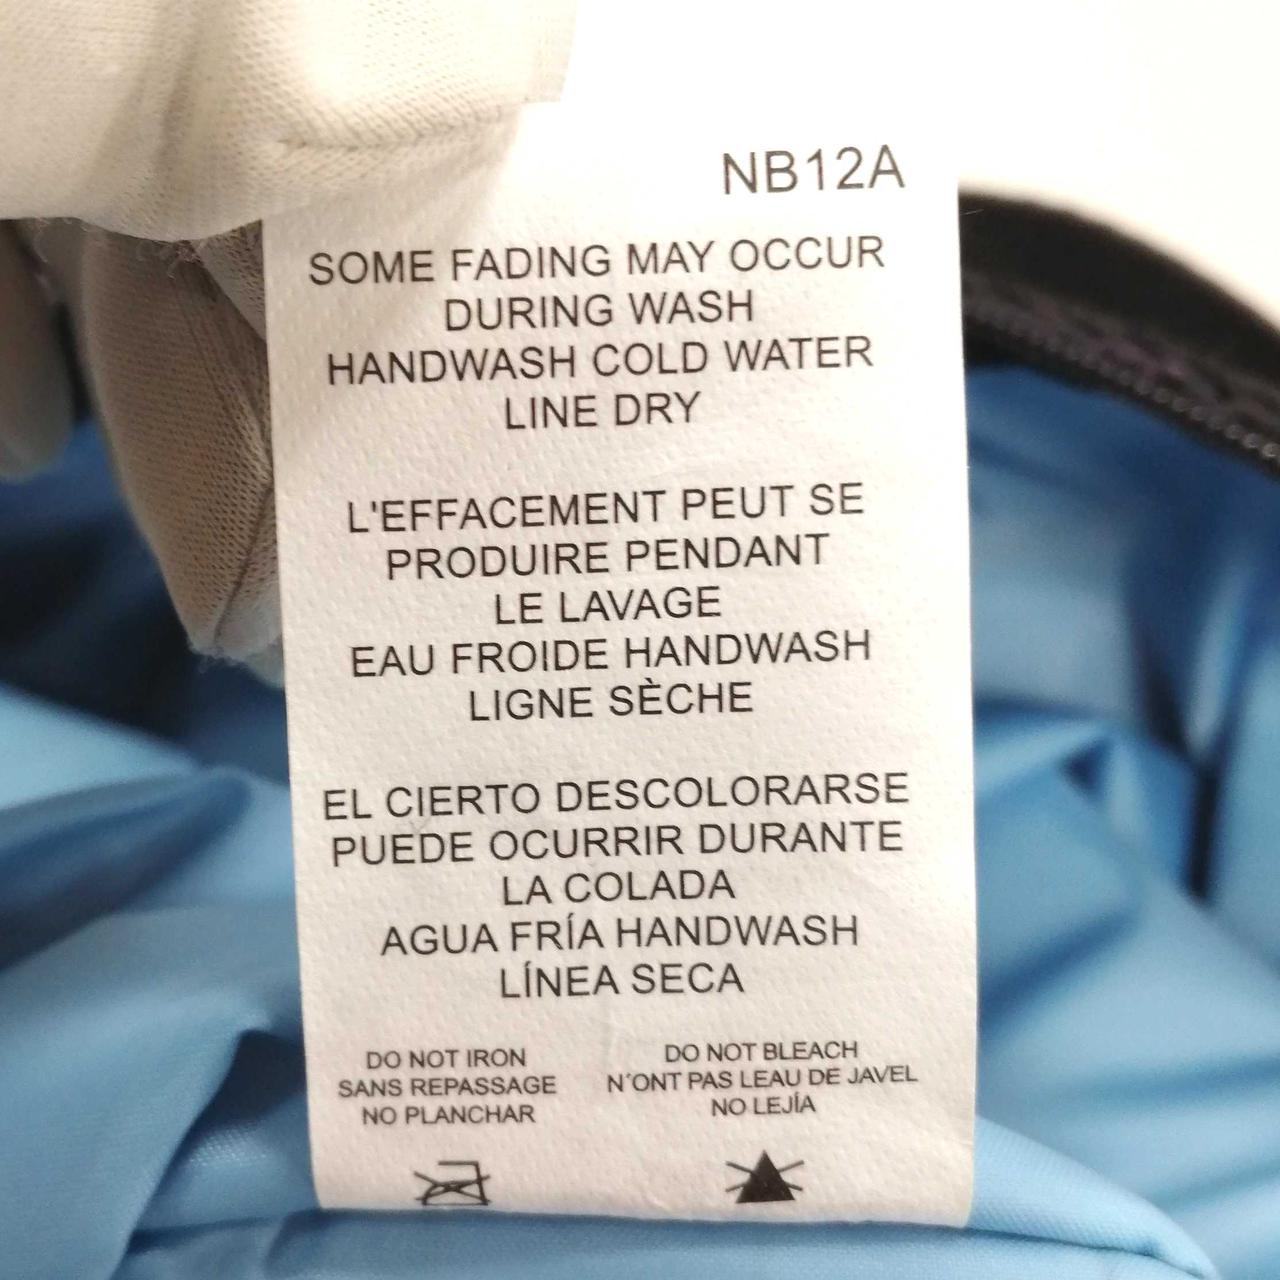 NB12A
SOME FADING MAY OCCUR
DURING WASH
HANDWASH COLD WATER
LINE DRY
L'EFFACEMENT PEUT SE
PRODUIRE PENDANT
LE LAVAGE
EAU FROIDE HANDWASH
LIGNE SÈCHE
EL CIERTO DESCOLORARSE
PUEDE OCURRIR DURANTE
LA COLADA
AGUA FRÍA HANDWASH
LÍNEA SECA
DO NOT IRON
SANS REPASSAGE
NO PLANCHAR
DO NOT BLEACH
N´ONT PAS LEAU DE JAVEL
NO LEJÍA